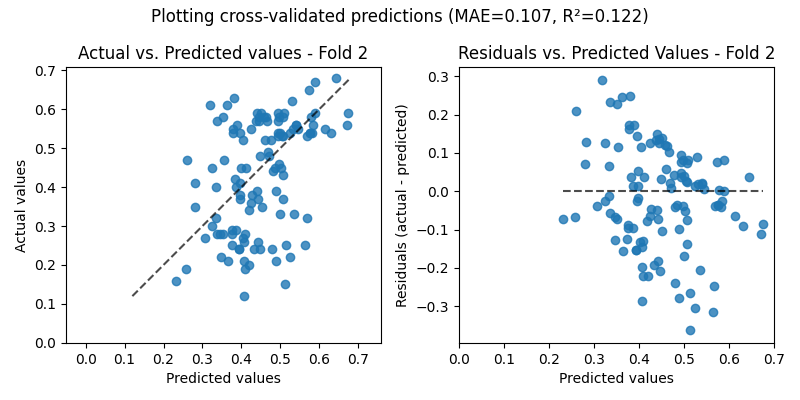 Plotting cross-validated predictions (MAE=0.107, R²=0.122)
Actual vs. Predicted values - Fold 2
Actual values
0.7
0.6
0.5
0.4
0.3
0.2
0.1
0.0
0.0 0.1 0.2 0.3 0.4 0.5 0.6 0.7
Predicted values
Residuals vs. Predicted Values - Fold 2
Residuals (actual - predicted)
0.3
0.2
0.1
0.0
−0.1
−0.2
−0.3
0.0 0.1 0.2 0.3 0.4 0.5 0.6 0.7
Predicted values